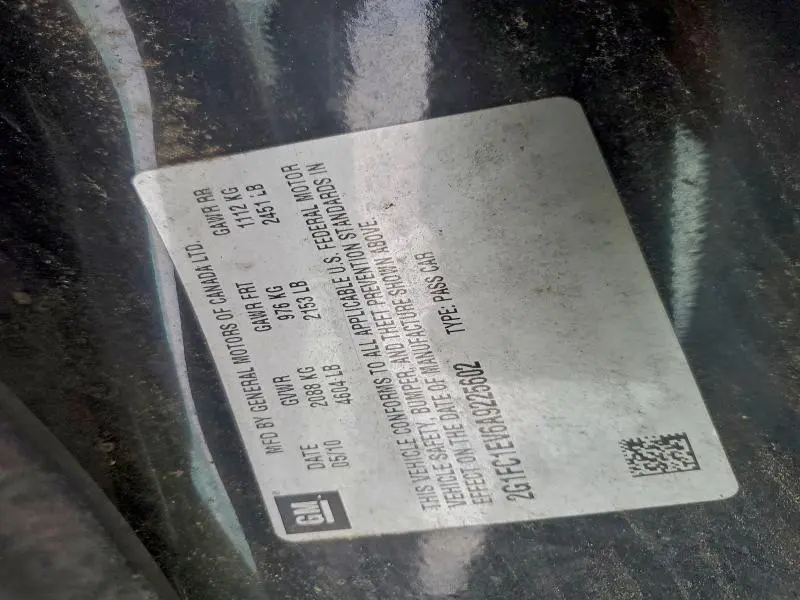 GM
MFD BY GENERAL MOTORS OF CANADA LTD.
DATE GVWR GAWR FRT GAWR RR
05/10 2088 KG 976 KG 1112 KG
4604 LB 2153 LB 2451 LB
THIS VEHICLE CONFORMS TO ALL APPLICABLE U.S. FEDERAL MOTOR
VEHICLE SAFETY, BUMPER, AND THEFT PREVENTION STANDARDS IN
EFFECT ON THE DATE OF MANUFACTURE SHOWN ABOVE.
2G1FC1EV6A9225602 TYPE: PASS CAR